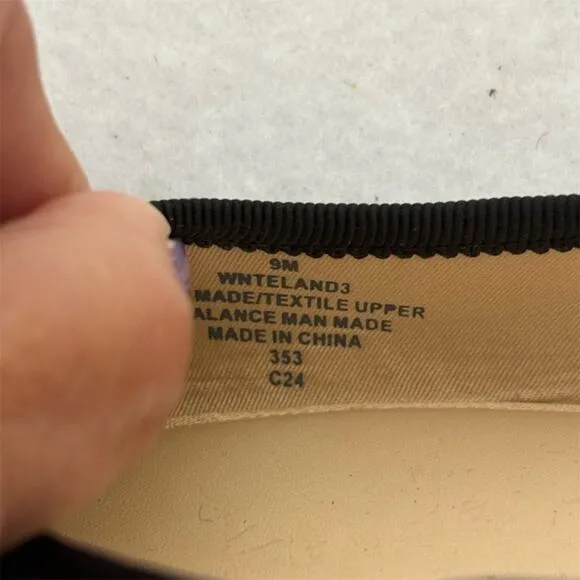 9M
WNTELAND3
MADE/TEXTILE UPPER
ALANCE MAN MADE
MADE IN CHINA
353
C24